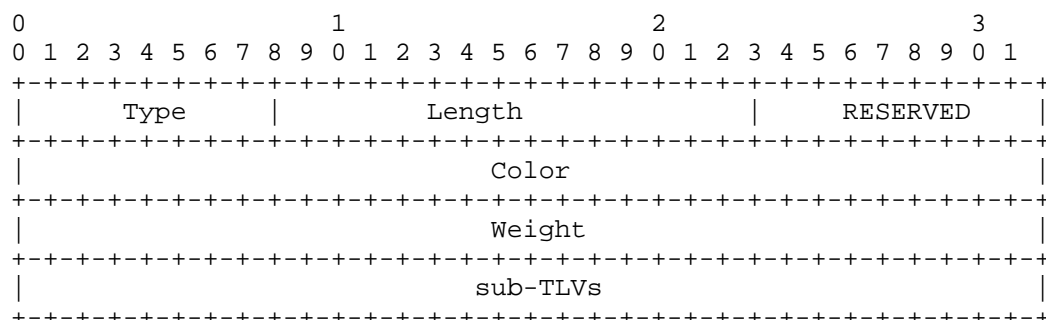 0                   1                   2                   3
0 1 2 3 4 5 6 7 8 9 0 1 2 3 4 5 6 7 8 9 0 1 2 3 4 5 6 7 8 9 0 1
+-+-+-+-+-+-+-+-+-+-+-+-+-+-+-+-+-+-+-+-+-+-+-+-+-+-+-+-+-+-+-+-+
|      Type     |         Length              |     RESERVED    |
+-+-+-+-+-+-+-+-+-+-+-+-+-+-+-+-+-+-+-+-+-+-+-+-+-+-+-+-+-+-+-+-+
|                             Color                             |
+-+-+-+-+-+-+-+-+-+-+-+-+-+-+-+-+-+-+-+-+-+-+-+-+-+-+-+-+-+-+-+-+
|                             Weight                            |
+-+-+-+-+-+-+-+-+-+-+-+-+-+-+-+-+-+-+-+-+-+-+-+-+-+-+-+-+-+-+-+-+
|                            sub-TLVs                           |
+-+-+-+-+-+-+-+-+-+-+-+-+-+-+-+-+-+-+-+-+-+-+-+-+-+-+-+-+-+-+-+-+